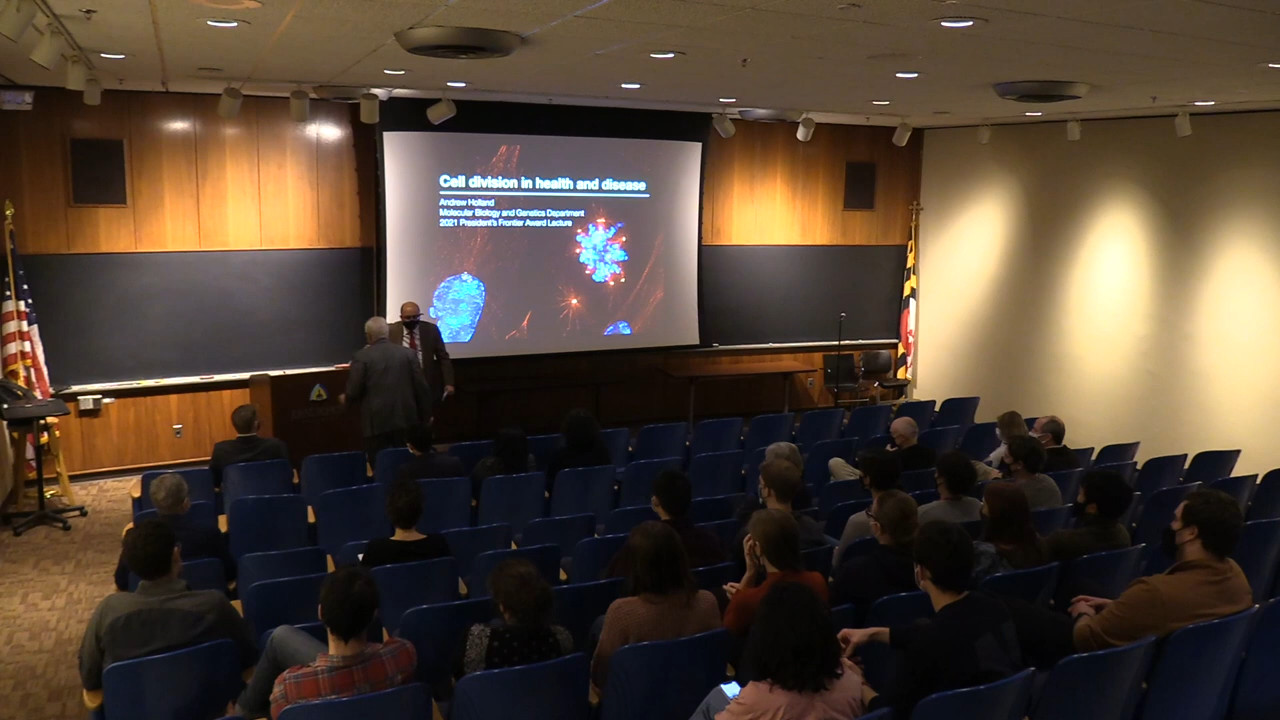 Cell division in health and disease
Andrew Holland
Molecular Biology and Genetics Department
2021 President's Frontier Award Lecture